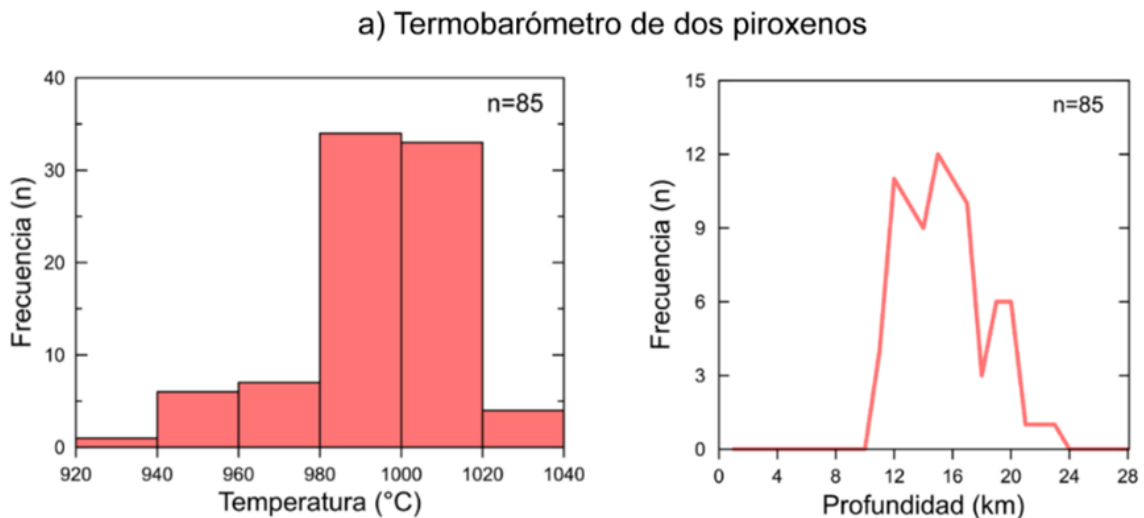 a) Termobarómetro de dos piroxenos
n=85
Frecuencia (n)
40
30
20
10
0
920 940 960 980 1000 1020 1040
Temperatura (°C)
n=85
Frecuencia (n)
15
12
9
6
3
0
0 4 8 12 16 20 24 28
Profundidad (km)